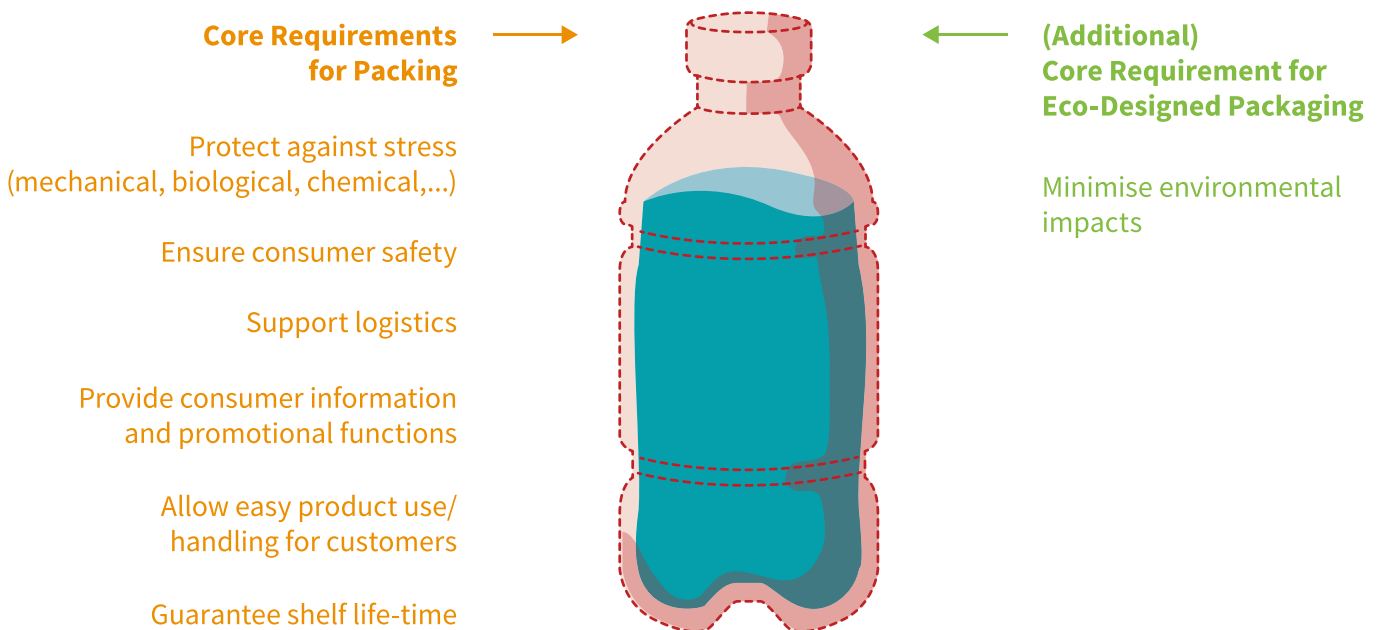 Core Requirements
for Packing
Protect against stress
(mechanical, biological, chemical,...)
Ensure consumer safety
Support logistics
Provide consumer information
and promotional functions
Allow easy product use/
handling for customers
Guarantee shelf life-time
(Additional)
Core Requirement for
Eco-Designed Packaging
Minimise environmental
impacts